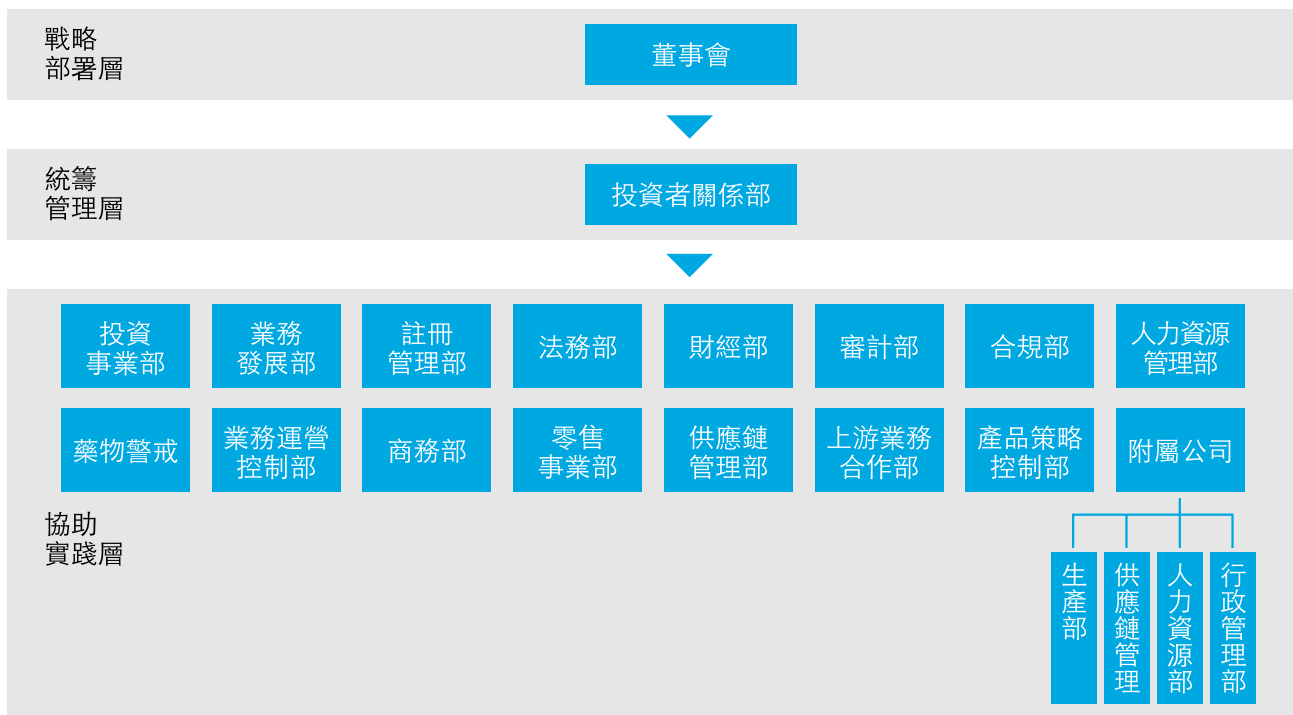 戰略
部署層
董事會
統籌
管理層
投資者關係部
投資
事業部
業務
發展部
註冊
管理部
法務部
財經部
審計部
合規部
人力資源
管理部
藥物警戒
業務運營
控制部
商務部
零售
事業部
供應鏈
管理部
上游業務
合作部
產品策略
控制部
附屬公司
協助
實踐層
生產部
供應鏈管理
人力資源部
行政管理部